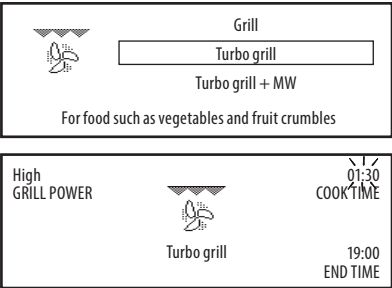 Grill
Turbo grill
Turbo grill + MW
For food such as vegetables and fruit crumbles
High
GRILL POWER
01:30
COOK TIME
Turbo grill
19:00
END TIME